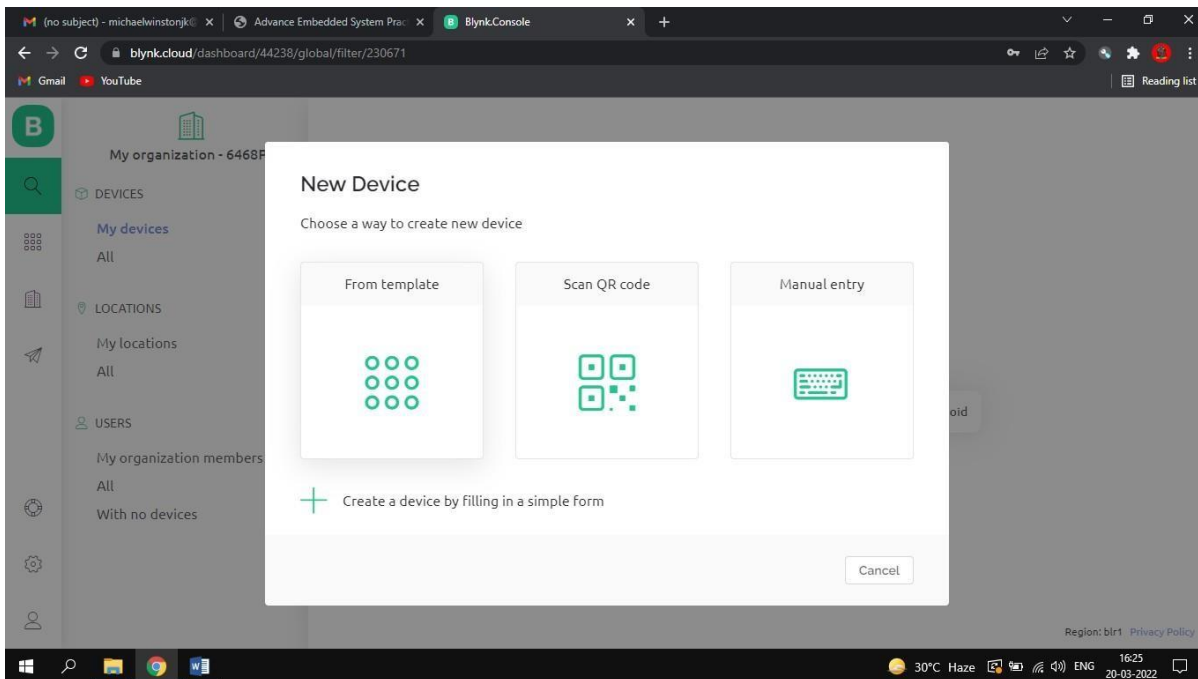 (no subject) - michaelwinstonjk@
Advance Embedded System Prac
B Blynk.Console
blynk.cloud/dashboard/44238/global/filter/230671
Gmail
YouTube
Reading list
B
My organization - 6468
DEVICES
My devices
All
LOCATIONS
My locations
All
USERS
My organization members
All
With no devices
New Device
Choose a way to create new device
From template
Scan QR code
Manual entry
Create a device by filling in a simple form
Cancel
oid
Region: blr1 Privacy Policy
30°C Haze
ENG
16:25
20-03-2022